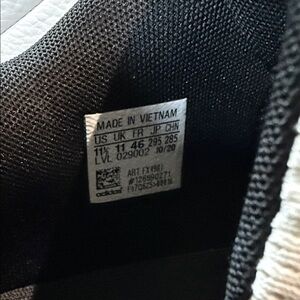 MADE IN VIETNAM
US UK FR JP CHN
11½ 11 46 295 285
LVL 029002 10/20
ART
adidas